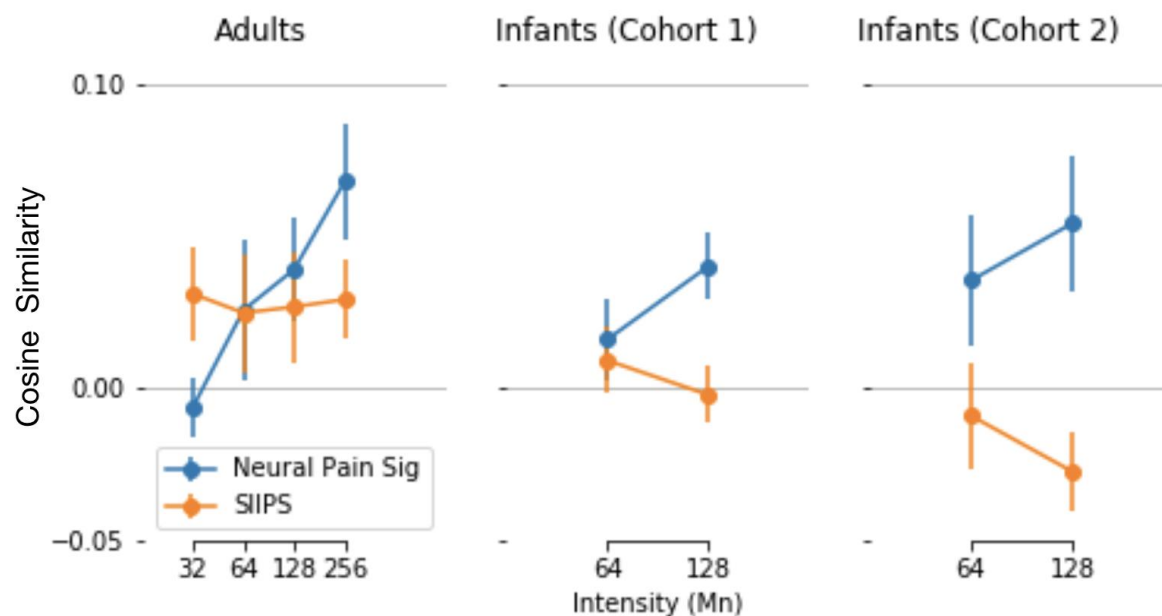 Adults
Infants (Cohort 1)
Infants (Cohort 2)
0.10
0.00
-0.05
Cosine Similarity
Neural Pain Sig
SIIPS
32 64 128 256
64 128
64 128
Intensity (Mn)